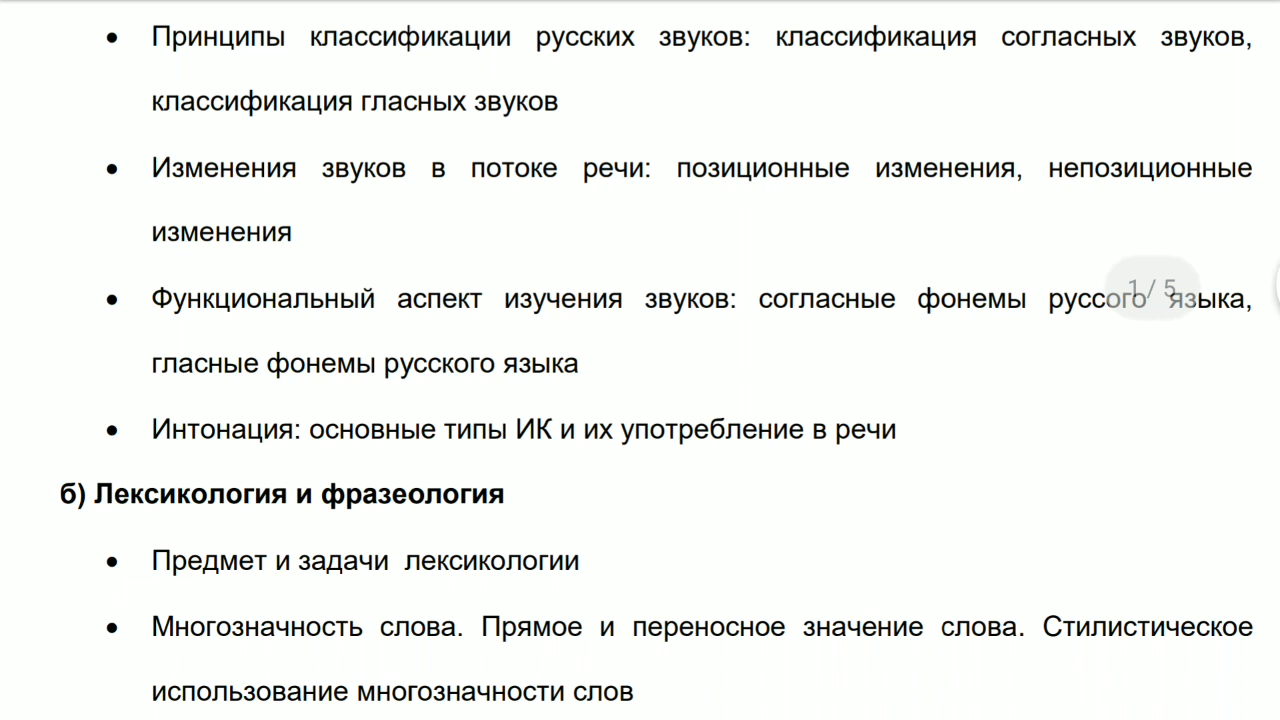 • Принципы классификации русских звуков: классификация согласных звуков,
классификация гласных звуков
• Изменения звуков в потоке речи: позиционные изменения, непозиционные
изменения
• Функциональный аспект изучения звуков: согласные фонемы руссого языка,
1 / 5
гласные фонемы русского языка
• Интонация: основные типы ИК и их употребление в речи
б) Лексикология и фразеология
• Предмет и задачи лексикологии
• Многозначность слова. Прямое и переносное значение слова. Стилистическое
использование многозначности слов